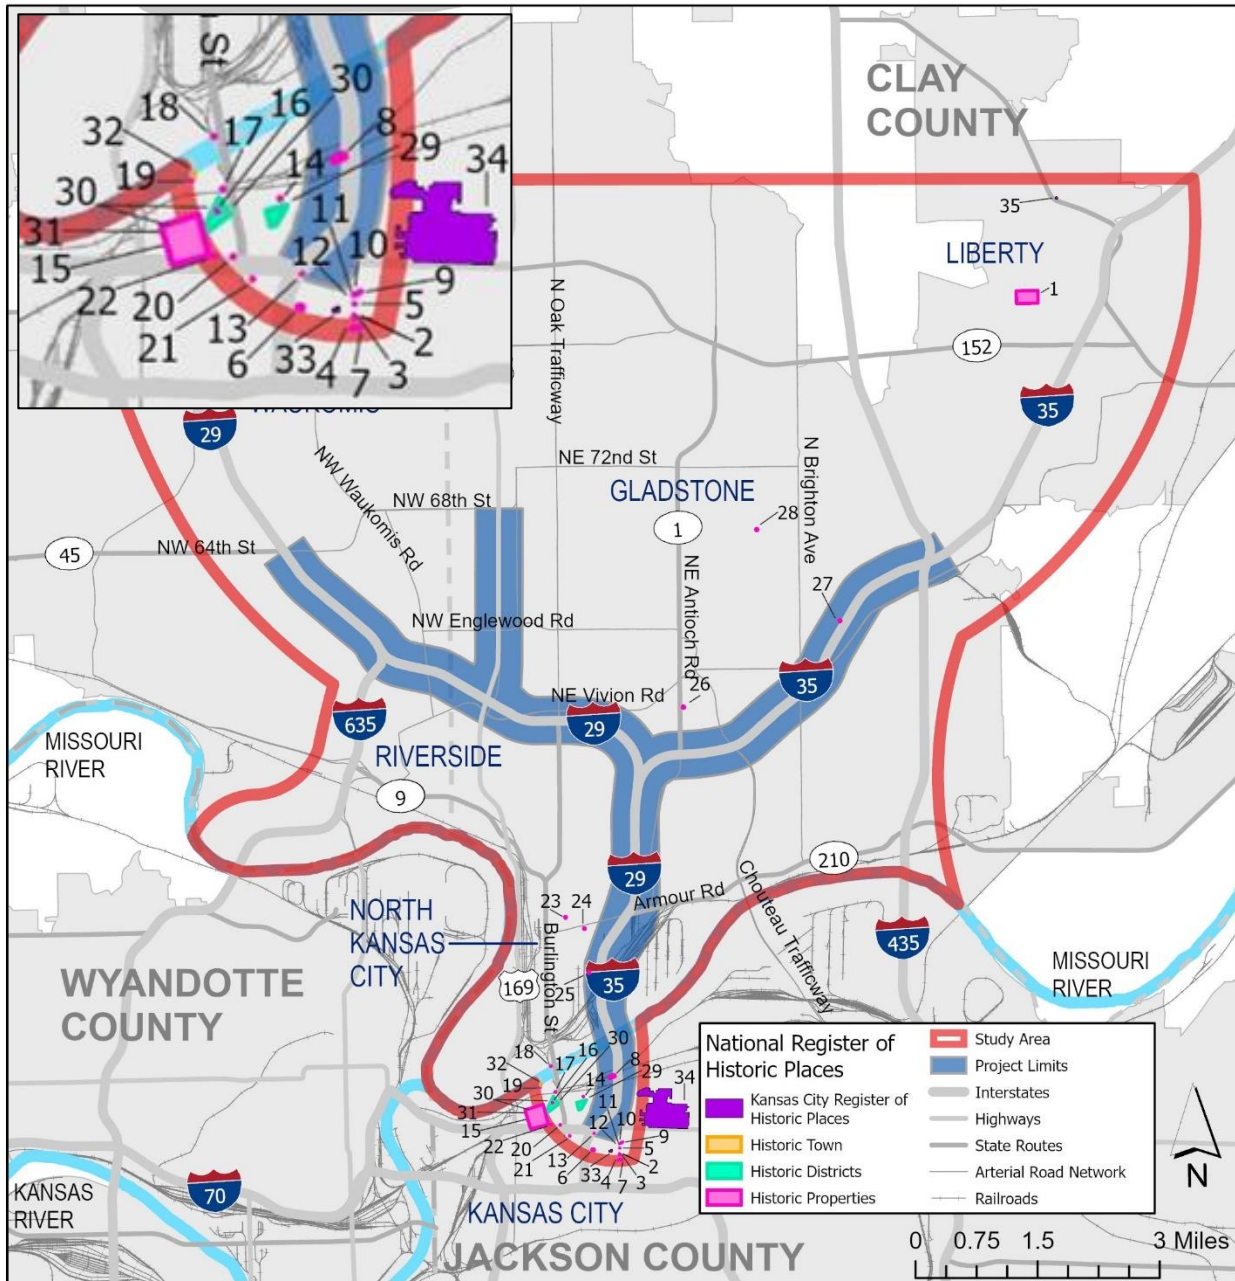 St
30
16
18
17
32
8
29
14
34
19
30
11
31
12
10
15
9
22
20
5
13
2
21
6
33
4
7
3
CLAY
COUNTY
35
LIBERTY
1
N Oak Trafficway
152
35
29
NW Waukomis Rd
NE 72nd St
N Brighton Ave
GLADSTONE
NW 68th St
28
1
45
NW 64th St
NE Antioch Rd
27
NW Englewood Rd
35
26
NE Vivion Rd
29
635
MISSOURI
RIVER
RIVERSIDE
9
210
29
Chouteau Trafficway
Armour Rd
NORTH
KANSAS
CITY
23
24
Burlington St
435
WYANDOTTE
COUNTY
MISSOURI
RIVER
169
25
35
30
16
18
17
32
8
29
14
34
19
30
11
31
12
10
15
9
22
20
5
13
2
21
6
33
4
7
3
National Register of
Historic Places
Kansas City Register of
Historic Places
Historic Town
Historic Districts
Historic Properties
Study Area
Project Limits
Interstates
Highways
State Routes
Arterial Road Network
Railroads
N
70
KANSAS
RIVER
KANSAS CITY
JACKSON COUNTY
0 0.75 1.5 3 Miles